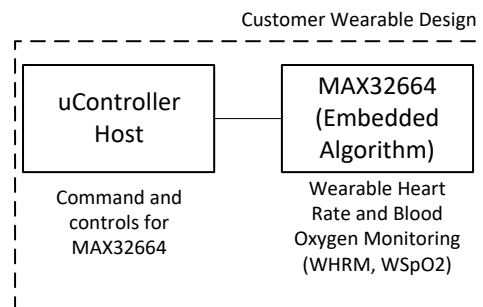 Customer Wearable Design
uController
Host
MAX32664
(Embedded
Algorithm)
Command and
controls for
MAX32664
Wearable Heart
Rate and Blood
Oxygen Monitoring
(WHRM, WSpO2)